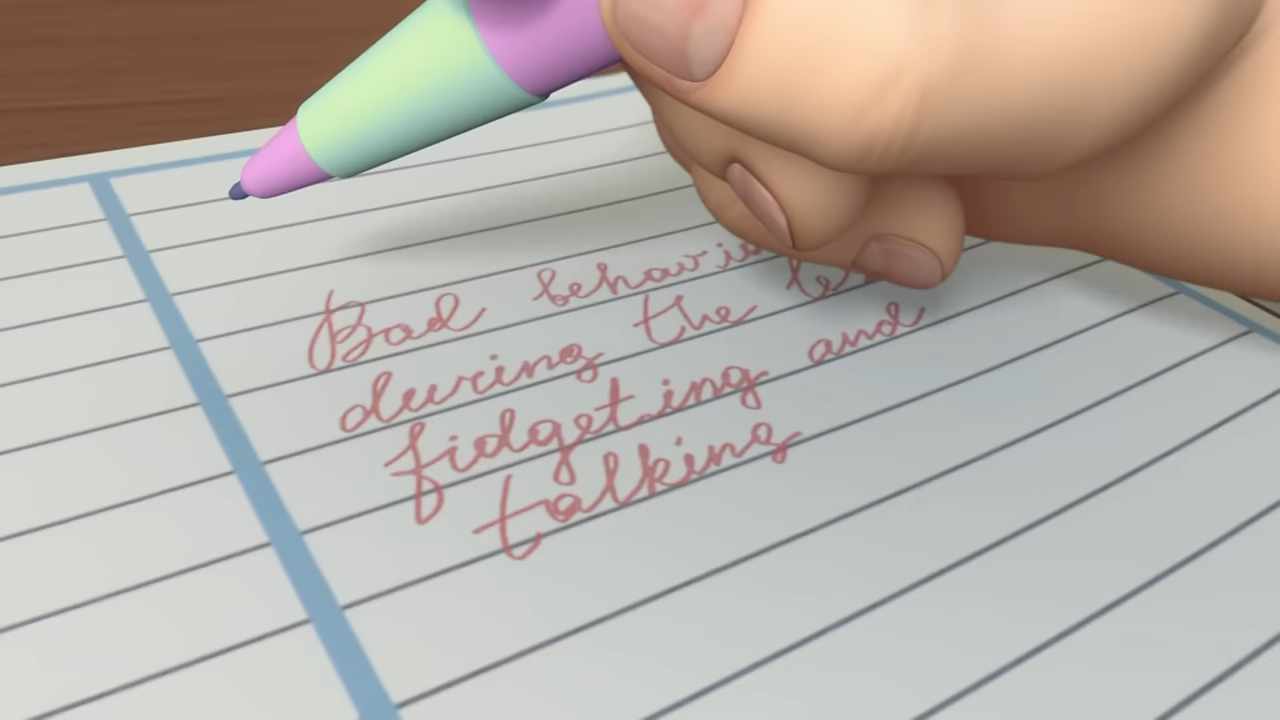 Bad
during the
fidgeting and
talking